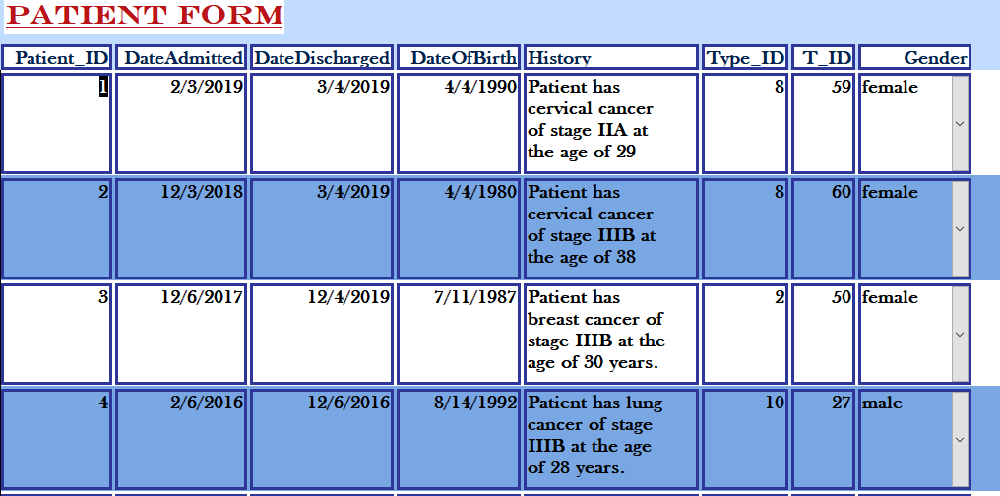 PATIENT FORM
Patient_ID DateAdmitted DateDischarged DateOfBirth History Type_ID T_ID Gender
1 2/3/2019 3/4/2019 4/4/1990 Patient has 8 59 female
cervical cancer
of stage IIA at
the age of 29
2 12/3/2018 3/4/2019 4/4/1980 Patient has 8 60 female
cervical cancer
of stage IIIB at
the age of 38
3 12/6/2017 12/4/2019 7/11/1987 Patient has 2 50 female
breast cancer of
stage IIIB at the
age of 30 years.
4 2/6/2016 12/6/2016 8/14/1992 Patient has lung 10 27 male
cancer of stage
IIIB at the age
of 28 years.